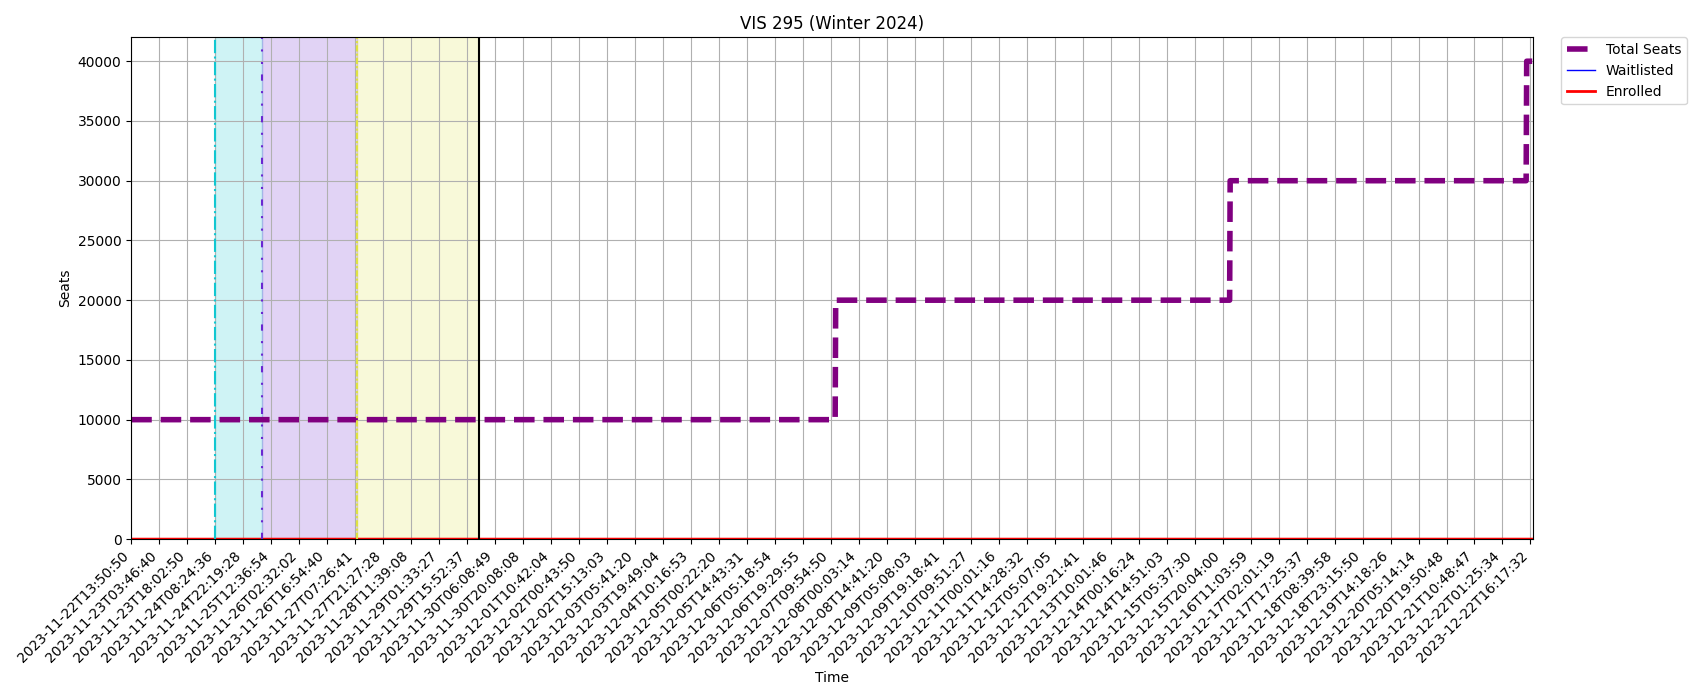 VIS 295 (Winter 2024)
Total Seats
Waitlisted
Enrolled
Seats
40000
35000
30000
25000
20000
15000
10000
5000
0
2023-11-22T13:50:50
2023-11-23T03:46:40
2023-11-23T18:02:50
2023-11-24T08:24:36
2023-11-24T22:19:28
2023-11-25T12:36:54
2023-11-26T02:32:02
2023-11-26T16:54:40
2023-11-27T07:26:41
2023-11-27T21:27:28
2023-11-28T11:39:08
2023-11-29T01:33:27
2023-11-29T15:52:37
2023-11-30T06:08:49
2023-11-30T20:08:08
2023-12-01T10:42:04
2023-12-02T00:43:50
2023-12-02T15:13:03
2023-12-03T05:41:20
2023-12-03T19:49:04
2023-12-04T10:16:53
2023-12-05T00:22:20
2023-12-05T14:43:31
2023-12-06T05:18:54
2023-12-06T19:29:55
2023-12-07T09:54:50
2023-12-08T00:03:14
2023-12-08T14:41:20
2023-12-09T05:08:03
2023-12-09T19:18:41
2023-12-10T09:51:27
2023-12-11T00:01:16
2023-12-11T14:28:32
2023-12-12T05:07:05
2023-12-12T19:21:41
2023-12-13T10:01:46
2023-12-14T00:16:24
2023-12-14T14:51:03
2023-12-15T05:37:30
2023-12-15T20:04:00
2023-12-16T11:03:59
2023-12-17T02:01:19
2023-12-17T17:25:37
2023-12-18T08:39:58
2023-12-18T23:15:50
2023-12-19T14:18:26
2023-12-20T05:14:14
2023-12-20T19:50:48
2023-12-21T10:48:47
2023-12-22T01:25:34
2023-12-22T16:17:32
Time